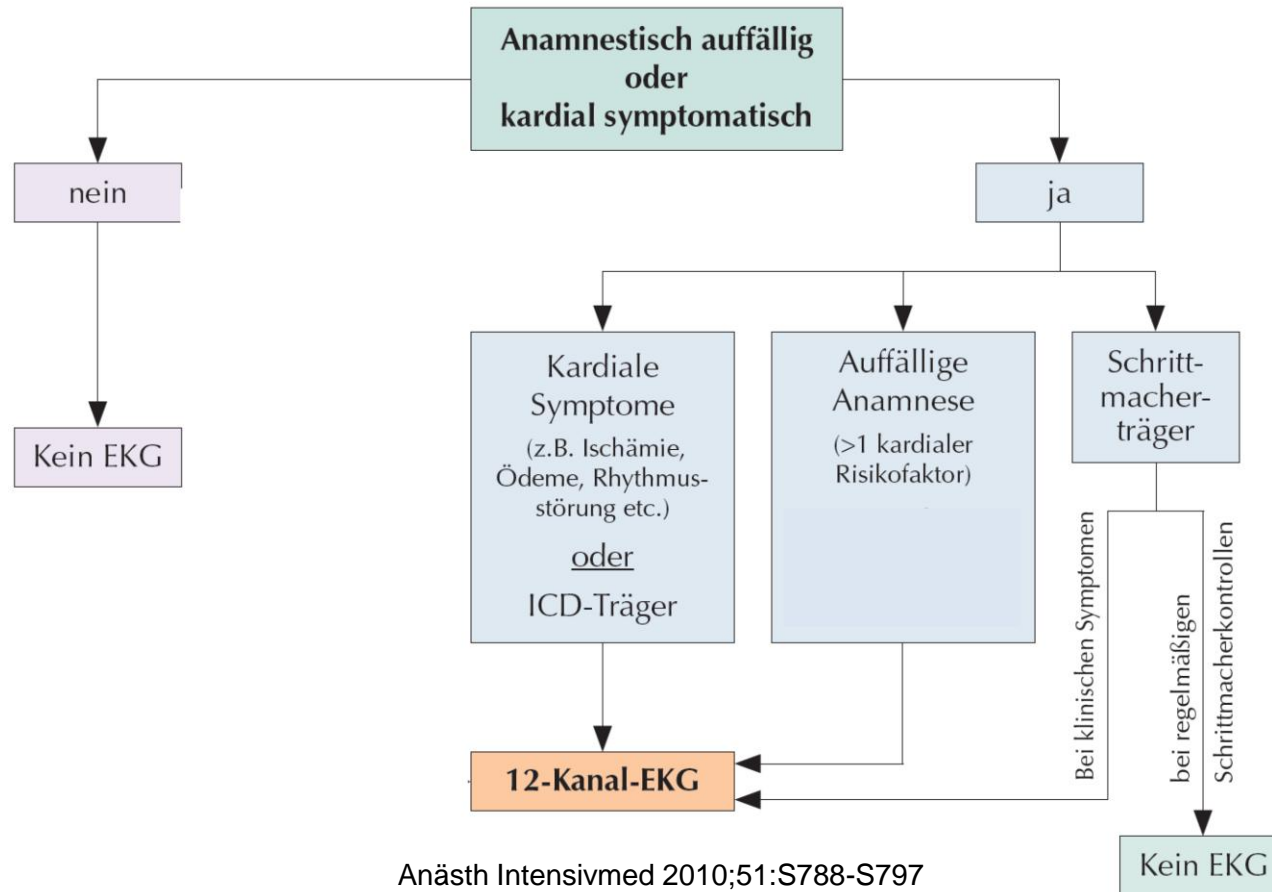 Anamnestisch auffällig
oder
kardial symptomatisch
nein
ja
Kein EKG
Kardiale
Symptome
(z.B. Ischämie,
Ödeme, Rhythmus-
störung etc.)
oder
ICD-Träger
Auffällige
Anamnese
(>1 kardialer
Risikofaktor)
Schritt-
macher-
träger
Bei klinischen Symptomen
bei regelmäßigen
Schrittmacherkontrollen
12-Kanal-EKG
Kein EKG
Anästh Intensivmed 2010;51:S788-S797